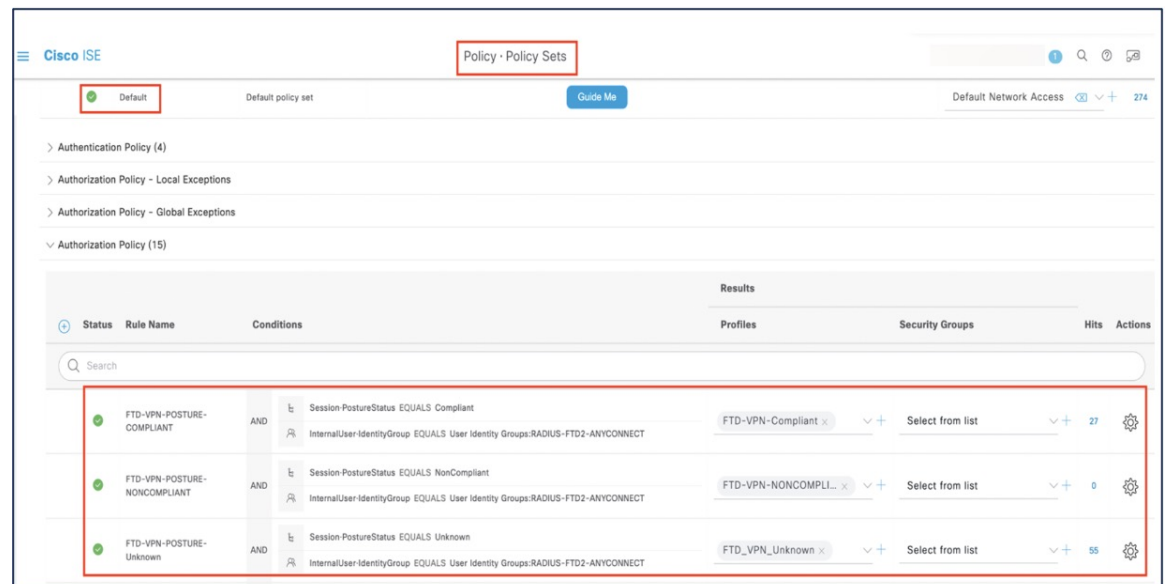 Cisco ISE
Policy · Policy Sets
1
Default
Default policy set
Guide Me
Default Network Access
274
Authentication Policy (4)
Authorization Policy - Local Exceptions
Authorization Policy - Global Exceptions
Authorization Policy (15)
Results
Status Rule Name Conditions Profiles Security Groups Hits Actions
Search
Session·PostureStatus EQUALS Compliant
FTD-VPN-POSTURE-
COMPLIANT
AND
FTD-VPN-Compliant
Select from list
27
InternalUser·IdentityGroup EQUALS User Identity Groups:RADIUS-FTD2-ANYCONNECT
Session·PostureStatus EQUALS NonCompliant
FTD-VPN-POSTURE-
NONCOMPLIANT
AND
FTD-VPN-NONCOMPLI...
Select from list
0
InternalUser·IdentityGroup EQUALS User Identity Groups:RADIUS-FTD2-ANYCONNECT
Session·PostureStatus EQUALS Unknown
FTD-VPN-POSTURE-
Unknown
AND
FTD_VPN_Unknown
Select from list
55
InternalUser·IdentityGroup EQUALS User Identity Groups:RADIUS-FTD2-ANYCONNECT